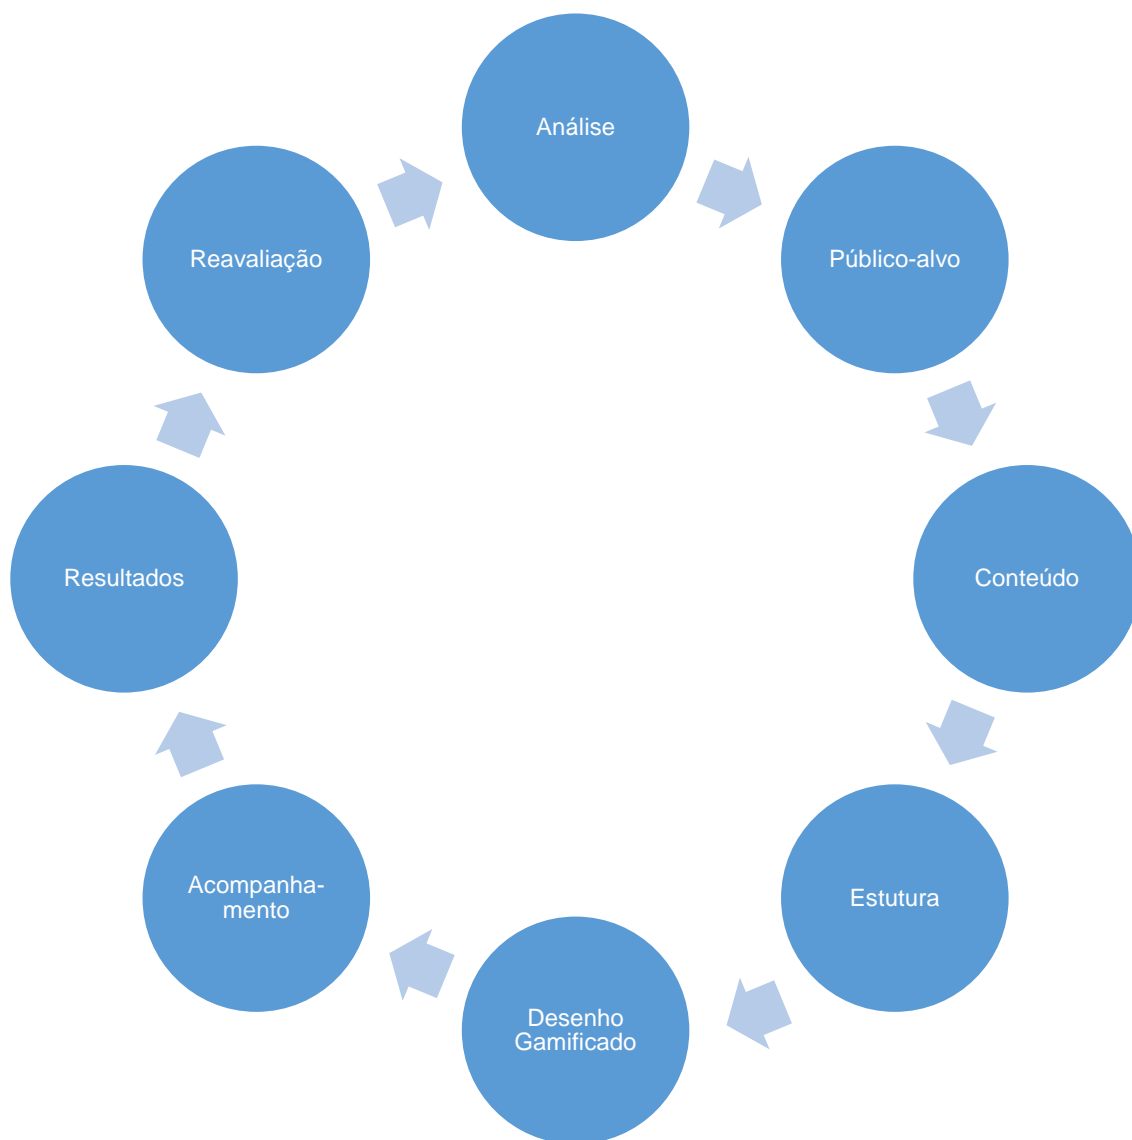 Análise
Público-alvo
Conteúdo
Estutura
Desenho
Gamificado
Acompanha-
mento
Resultados
Reavaliação